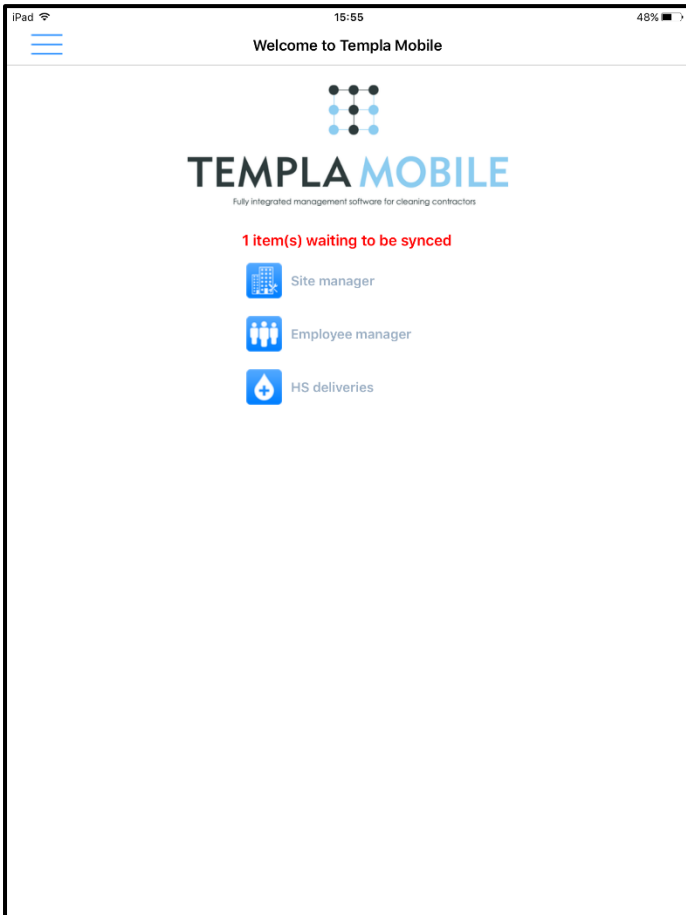 iPad 15:55 48%
Welcome to Templa Mobile
TEMPLA MOBILE
Fully integrated management software for cleaning contractors
1 item(s) waiting to be synced
Site manager
Employee manager
HS deliveries